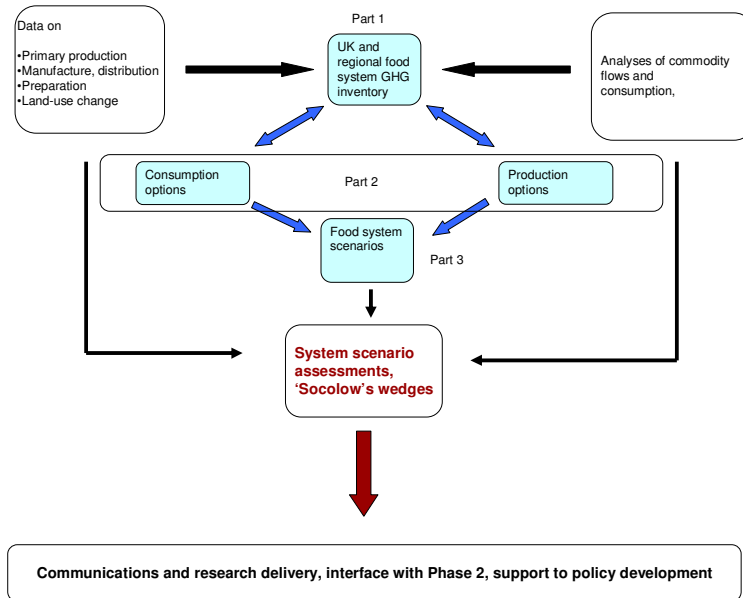 Part 1
Data on
•Primary production
•Manufacture, distribution
•Preparation
•Land-use change
UK and
regional food
system GHG
inventory
Analyses of commodity
flows and
consumption,
Consumption
options
Part 2
Production
options
Food system
scenarios
Part 3
System scenario
assessments,
‘Socolow’s wedges
Communications and research delivery, interface with Phase 2, support to policy development